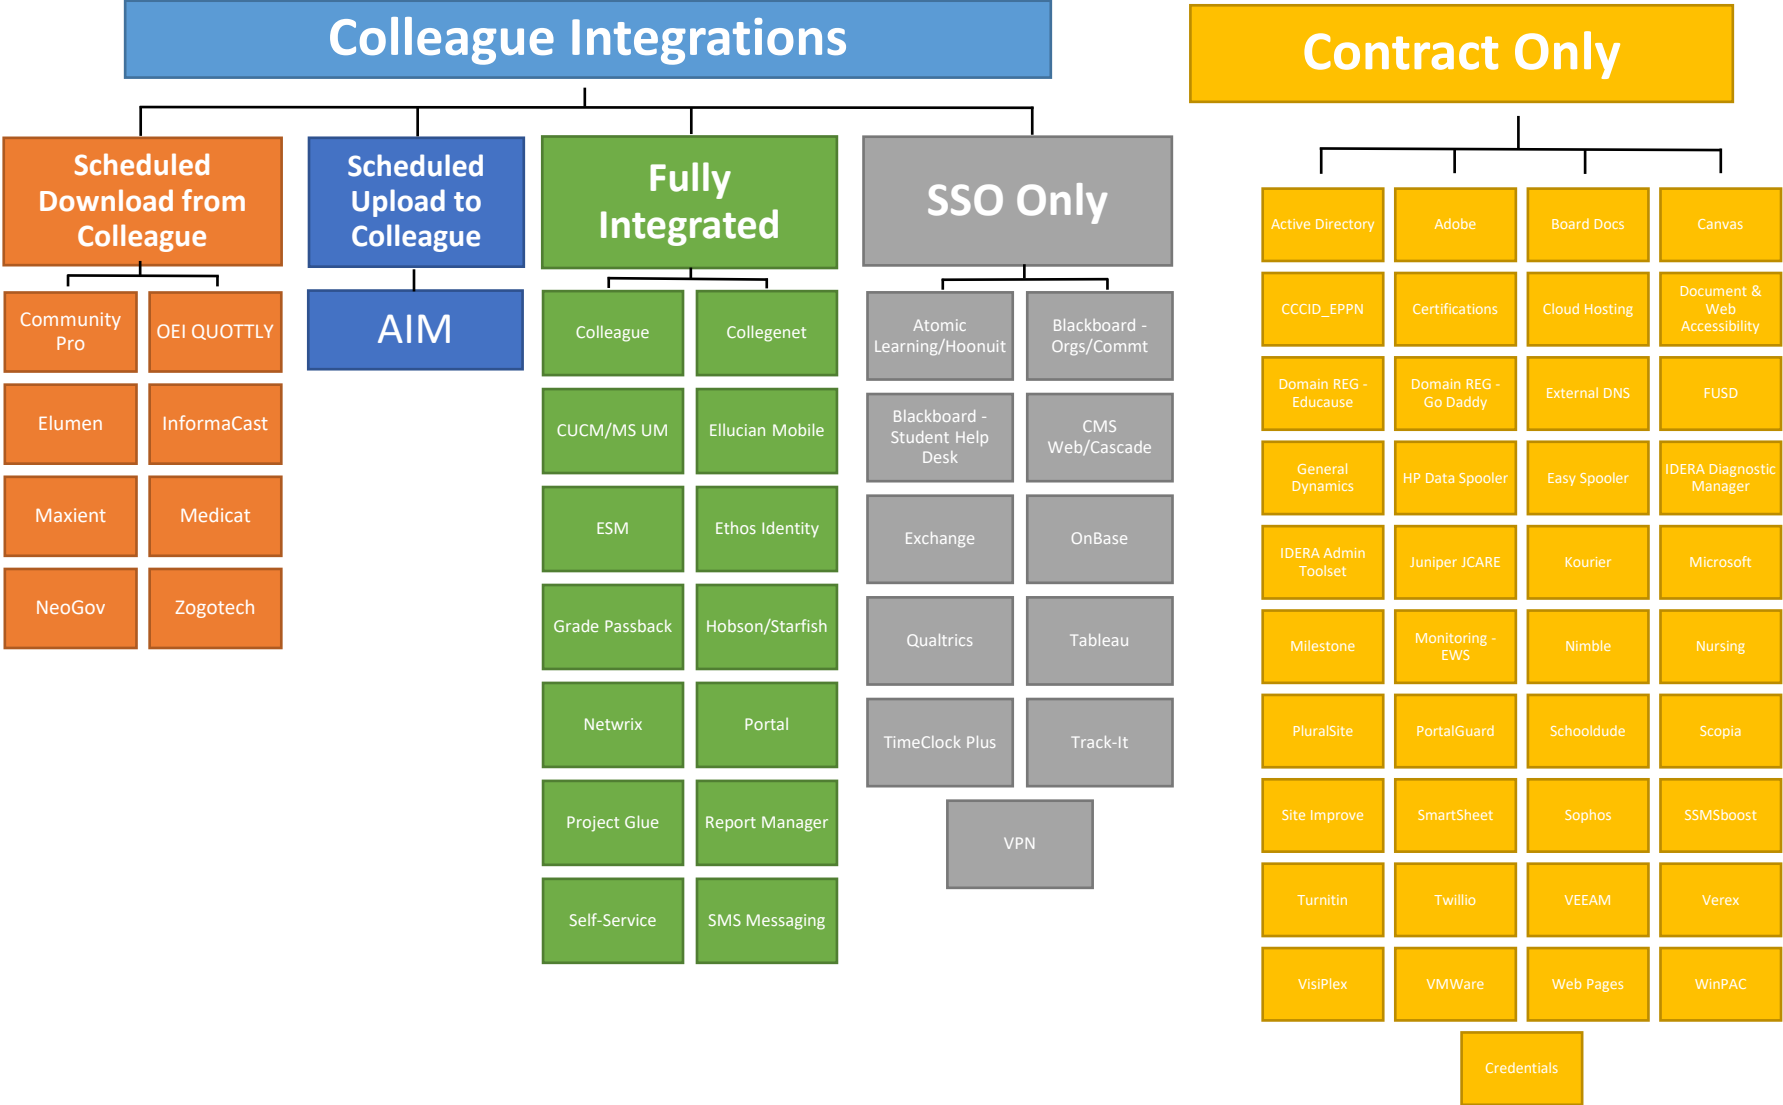 Colleague Integrations
Contract Only
Scheduled
Download from
Colleague
Scheduled
Upload to
Colleague
Fully
Integrated
SSO Only
Community
Pro
OEI QUOTTLY
Elumen
InformaCast
Maxient
Medicat
NeoGov
Zogotech
AIM
Colleague
Collegenet
CUCM/MS UM
Ellucian Mobile
ESM
Ethos Identity
Grade Passback
Hobson/Starfish
Netwrix
Portal
Project Glue
Report Manager
Self-Service
SMS Messaging
Atomic
Learning/Hoonuit
Blackboard -
Orgs/Commt
Blackboard -
Student Help
Desk
CMS
Web/Cascade
Exchange
OnBase
Qualtrics
Tableau
TimeClock Plus
Track-It
VPN
Active Directory
Adobe
Board Docs
Canvas
CCCID_EPPN
Certifications
Cloud Hosting
Document &
Web
Accessibility
Domain REG -
Educause
Domain REG -
Go Daddy
External DNS
FUSD
General
Dynamics
HP Data Spooler
Easy Spooler
IDERA Diagnostic
Manager
IDERA Admin
Toolset
Juniper JCARE
Kourier
Microsoft
Milestone
Monitoring -
EWS
Nimble
Nursing
PluralSite
PortalGuard
Schooldude
Scopia
Site Improve
SmartSheet
Sophos
SSMSboost
Turnitin
Twillio
VEEAM
Verex
VisiPlex
VMWare
Web Pages
WinPAC
Credentials